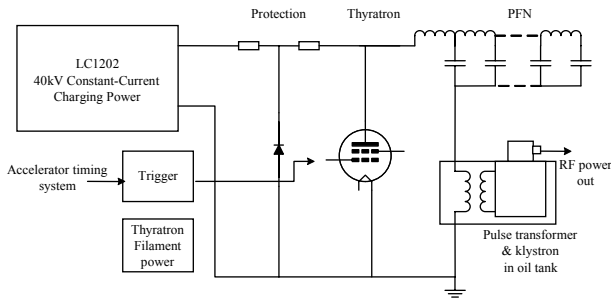 Protection
Thyratron
PFN
LC1202
40kV Constant-Current
Charging Power
Accelerator timing
system
Trigger
RF power
out
Thyratron
Filament
power
Pulse transformer
& klystron
in oil tank